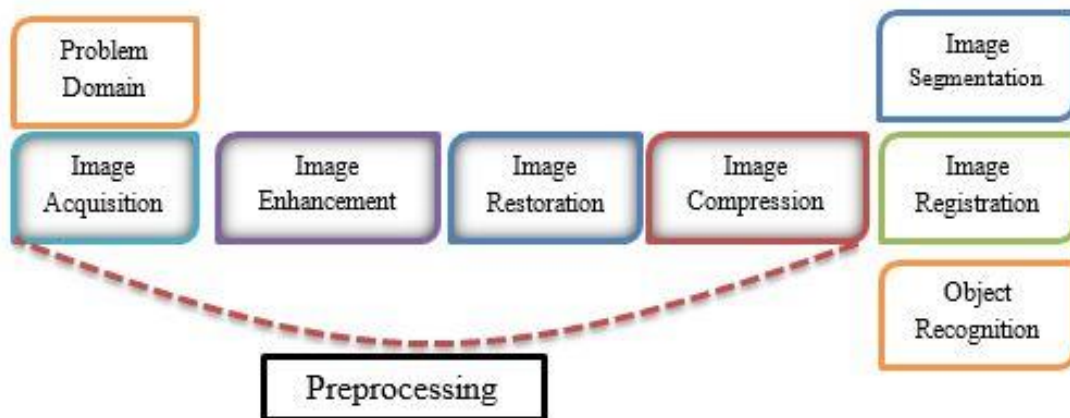 Problem
Domain
Image
Segmentation
Image
Acquisition
Image
Enhancement
Image
Restoration
Image
Compression
Image
Registration
Object
Recognition
Preprocessing